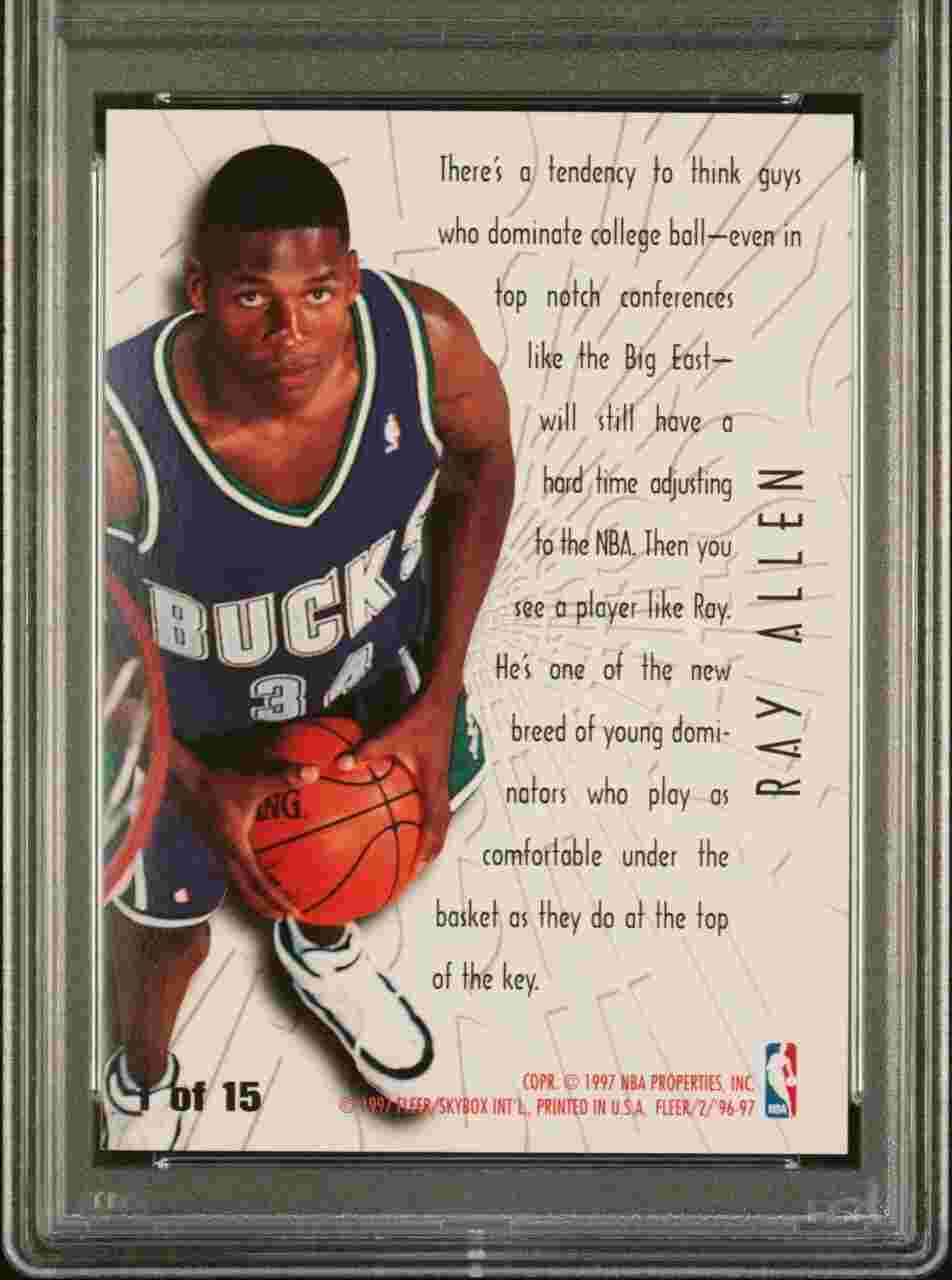 There's a tendency to think guys
who dominate college ball—even in
top notch conferences
like the Big East—
will still have a
hard time adjusting
to the NBA. Then you
see a player like Ray.
He's one of the new
breed of young domi-
nators who play as
comfortable under the
basket as they do at the top
of the key.
RAY ALLEN
BUCKS
34
NG
1 of 15
COPR. © 1997 NBA PROPERTIES, INC.
© 1997 FLEER/SKYBOX INT'L., PRINTED IN U.S.A. FLEER/2/'96-97
NBA